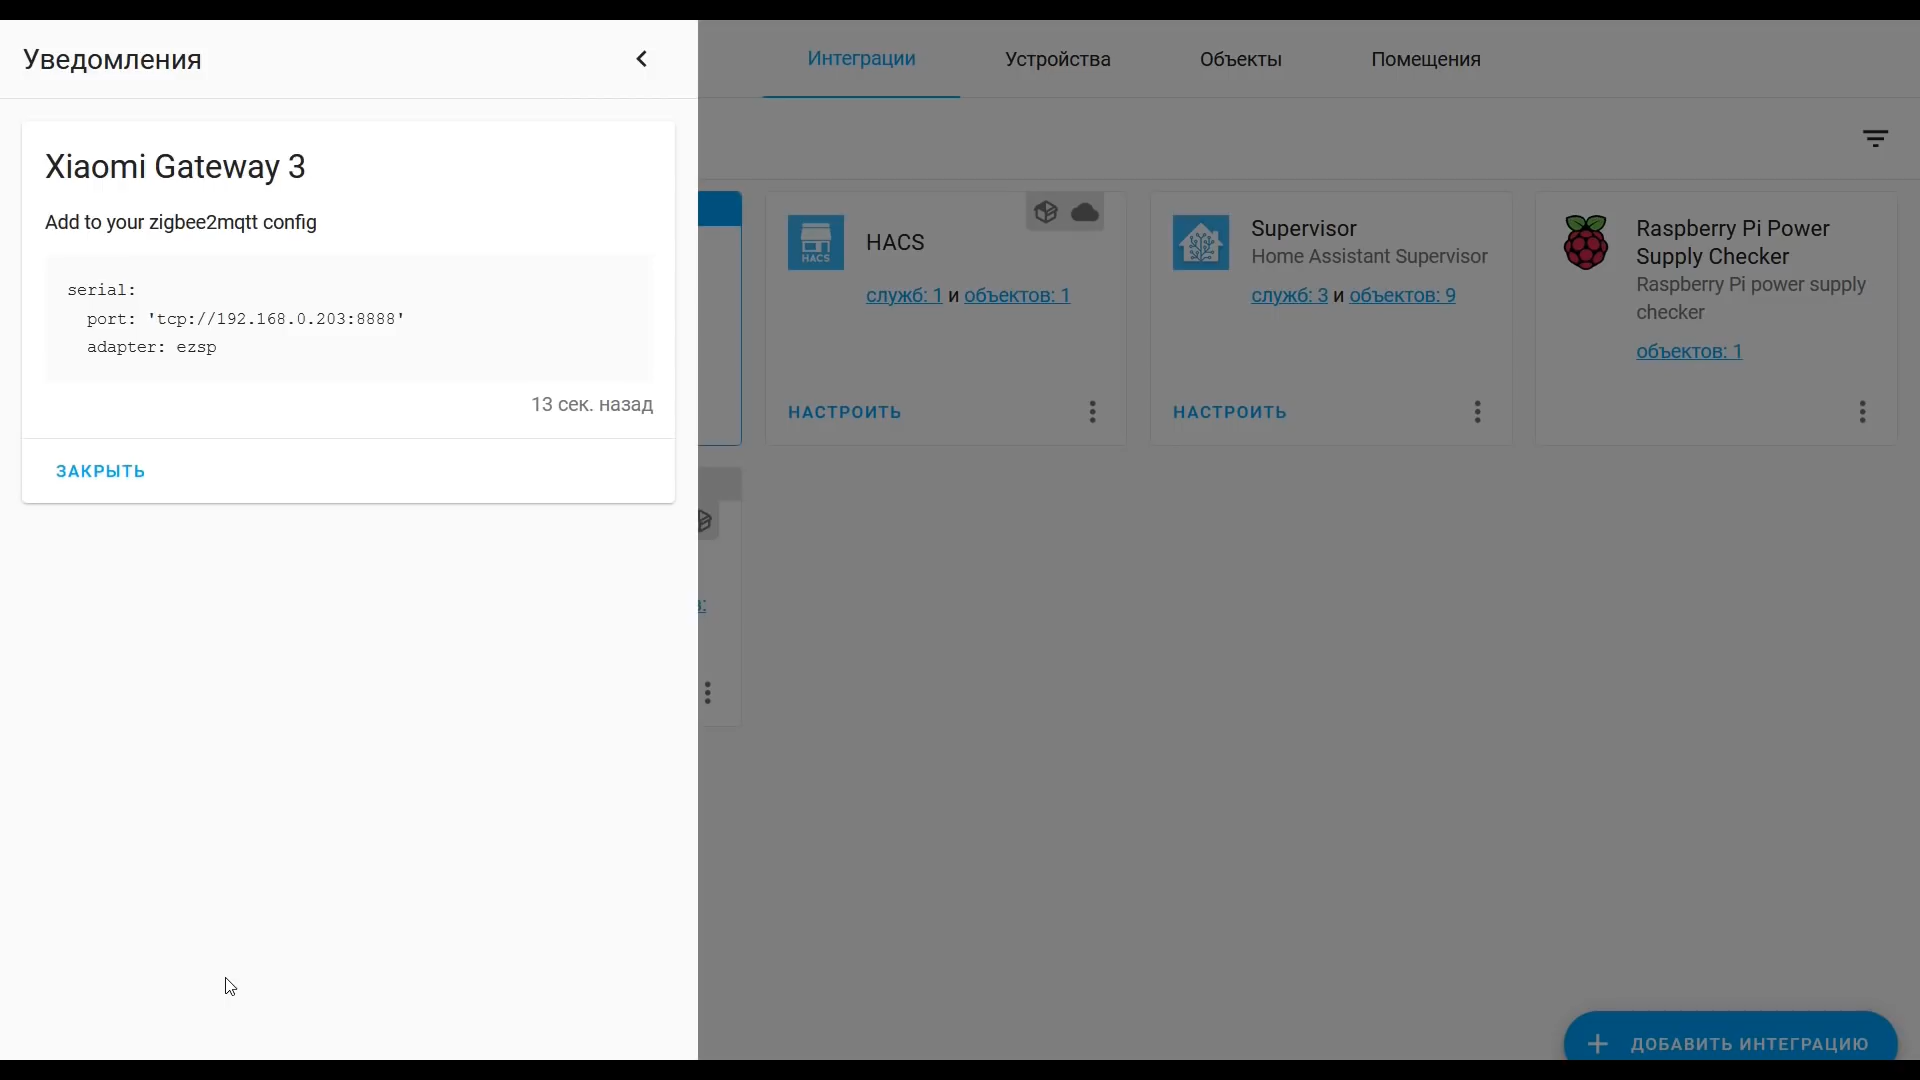 Уведомления
Xiaomi Gateway 3
Add to your zigbee2mqtt config
serial:
  port: 'tcp://192.168.0.203:8888'
  adapter: ezsp
13 сек. назад
ЗАКРЫТЬ
Интеграции
Устройства
Объекты
Помещения
HACS
HACS
служб: 1 и объектов: 1
НАСТРОИТЬ
Supervisor
Home Assistant Supervisor
служб: 3 и объектов: 9
НАСТРОИТЬ
Raspberry Pi Power
Supply Checker
Raspberry Pi power supply
checker
объектов: 1
ДОБАВИТЬ ИНТЕГРАЦИЮ